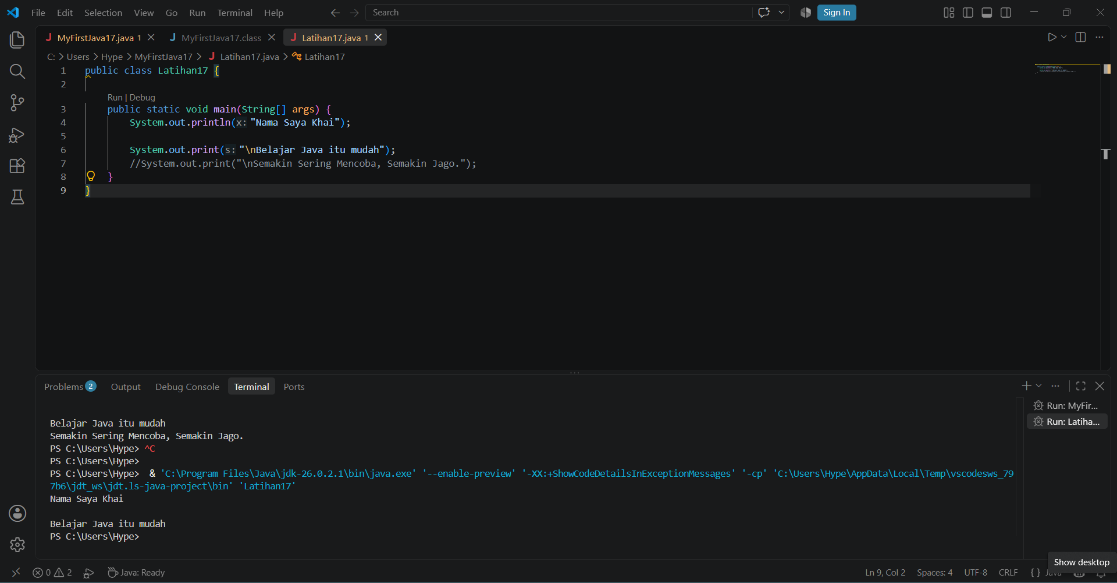 File Edit Selection View Go Run Terminal Help Search Sign In
MyFirstJava17.java 1 MyFirstJava17.class Latihan17.java 1
C: > Users > Hype > MyFirstJava17 > Latihan17.java > Latihan17
1 public class Latihan17 {
2
Run | Debug
3 public static void main(String[] args) {
4 System.out.println(x: "Nama Saya Khai");
5
6 System.out.print(s: "\nBelajar Java itu mudah");
7 //System.out.print("\nSemakin Sering Mencoba, Semakin Jago.");
8 }
9 }
Problems 2 Output Debug Console Terminal Ports
Run: MyFir...
Run: Latiha...
Belajar Java itu mudah
Semakin Sering Mencoba, Semakin Jago.
PS C:\Users\Hype> ^C
PS C:\Users\Hype>
PS C:\Users\Hype> & 'C:\Program Files\Java\jdk-26.0.2.1\bin\java.exe' '--enable-preview' '-XX:+ShowCodeDetailsInExceptionMessages' '-cp' 'C:\Users\Hype\AppData\Local\Temp\vscodesws_79
7b6\jdt_ws\jdt.ls-java-project\bin' 'Latihan17'
Nama Saya Khai
Belajar Java itu mudah
PS C:\Users\Hype>
Show desktop
0 2 Java: Ready Ln 9, Col 2 Spaces: 4 UTF-8 CRLF {}